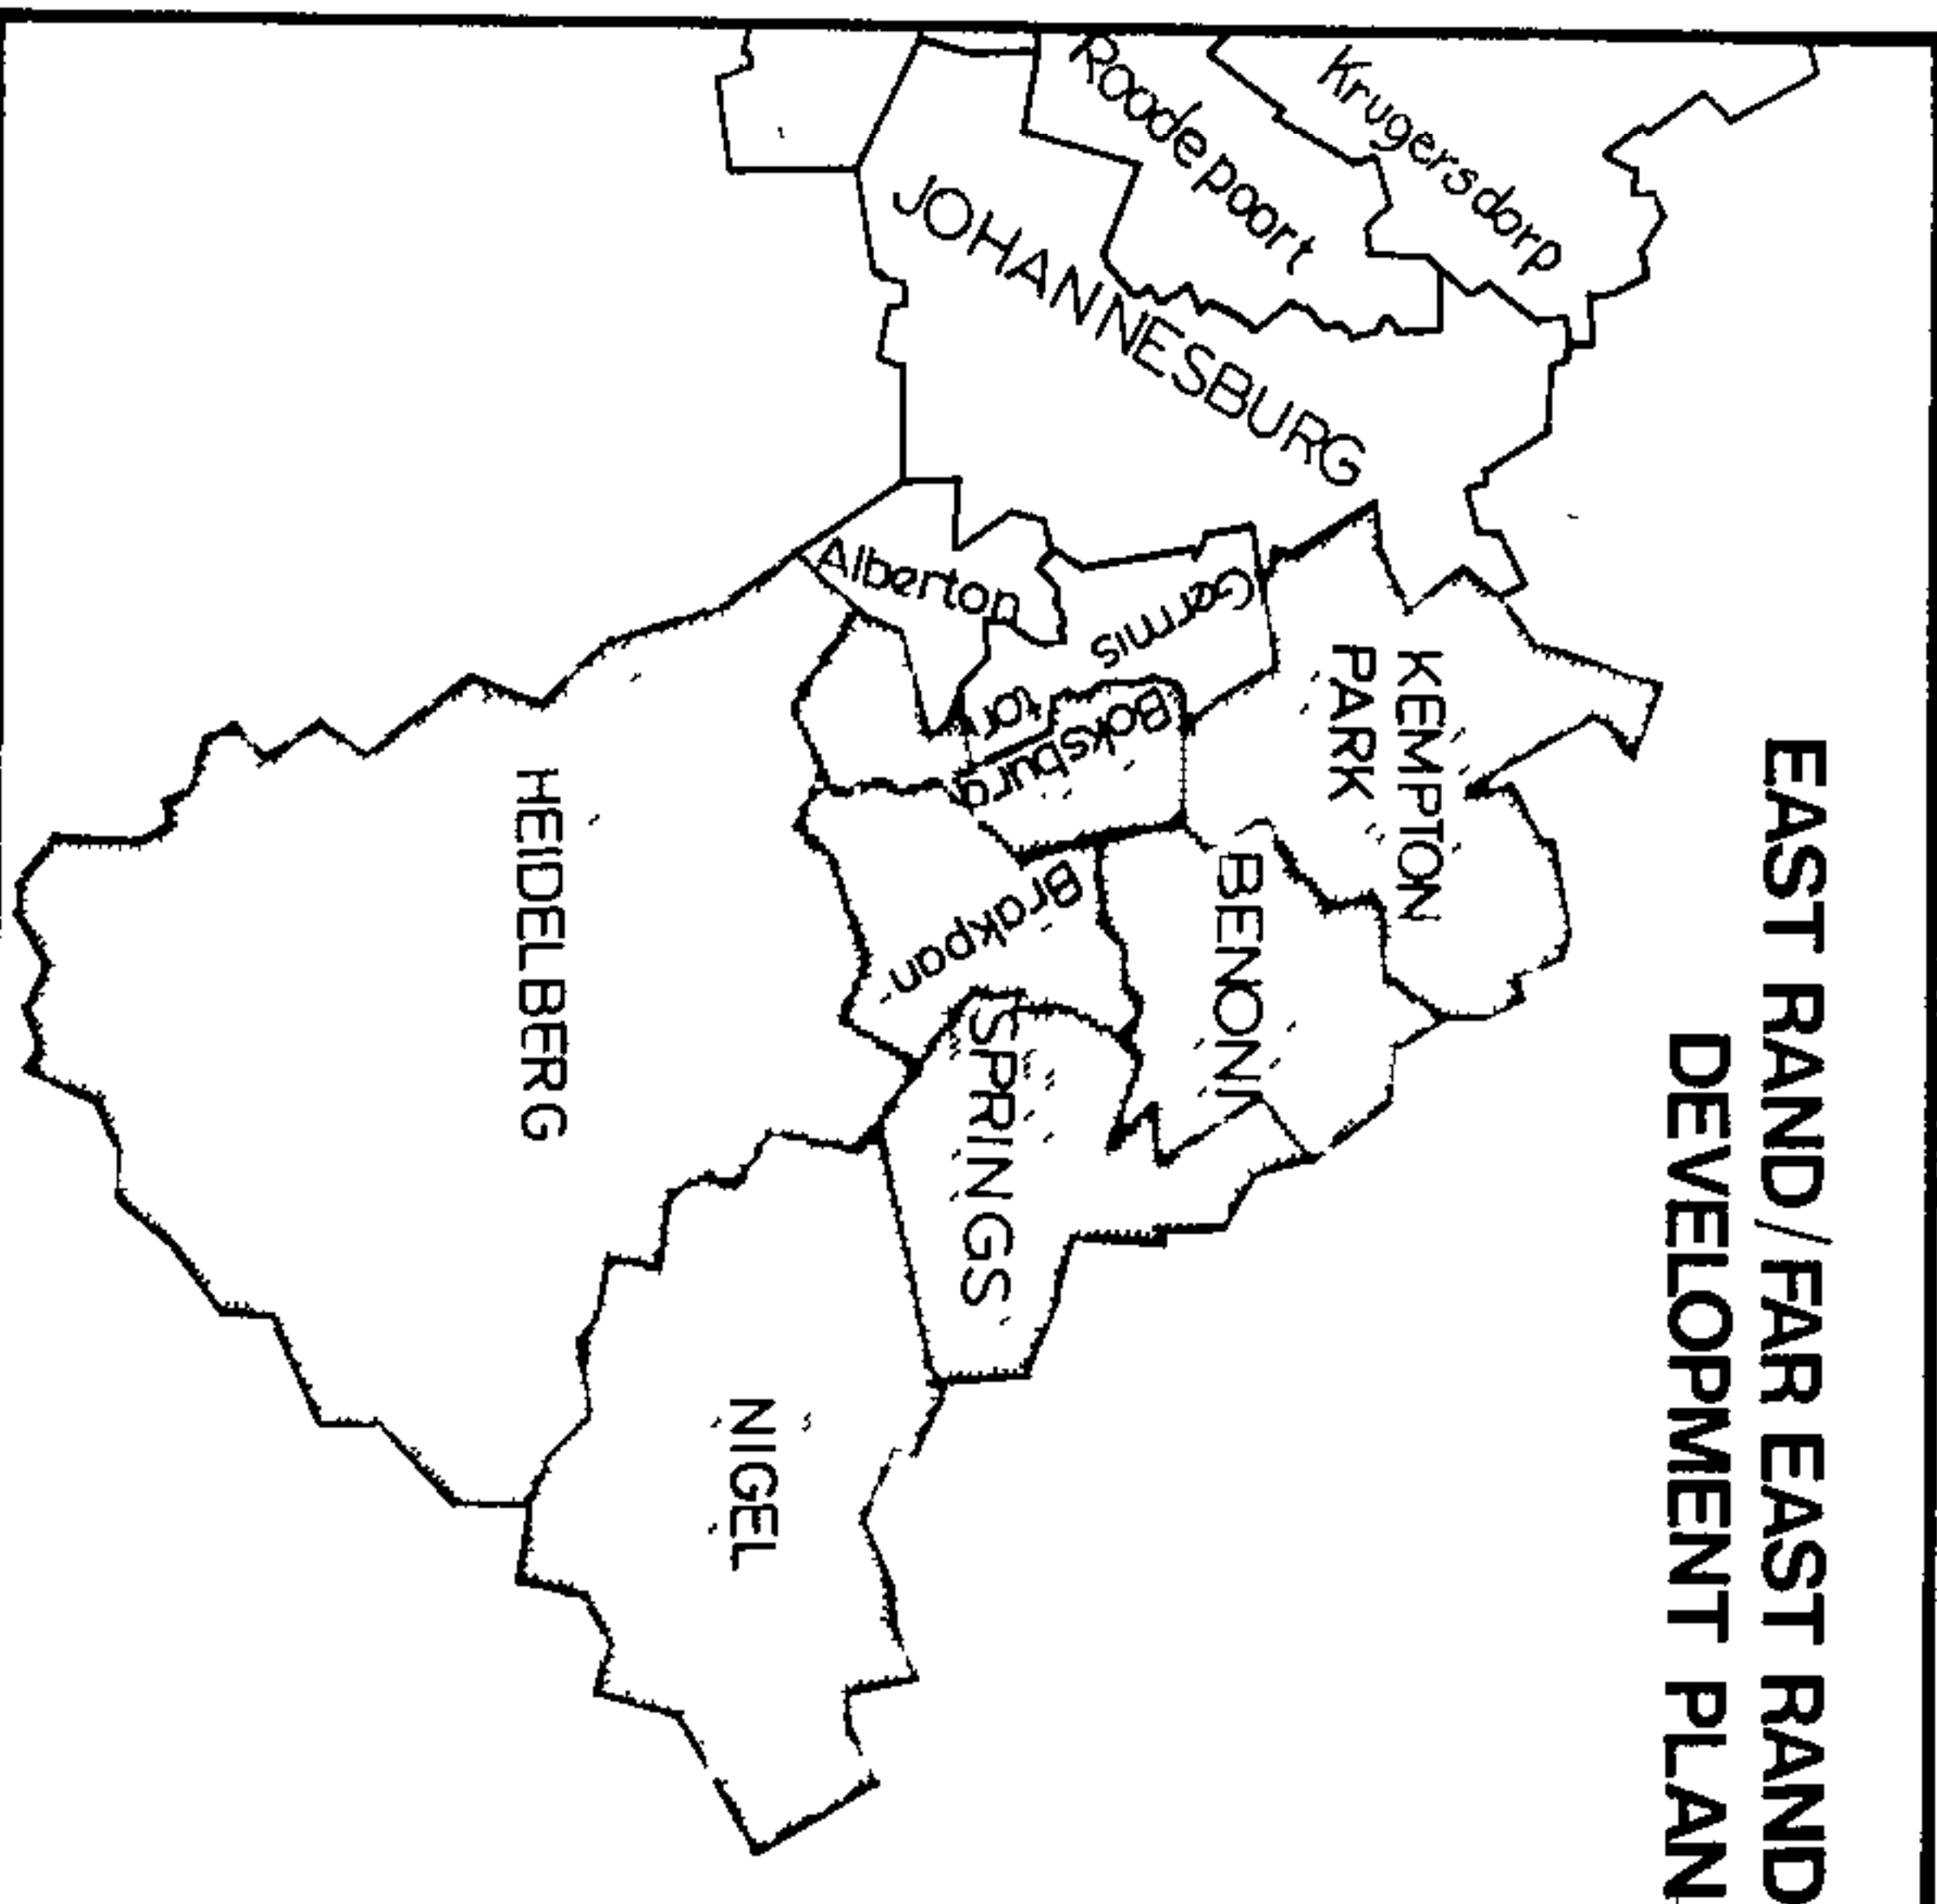 EAST RAND/FAR EAST RAND
DEVELOPMENT PLAN
Krugersdorp
Roodepoort
JOHANNESBURG
KEMPTON
PARK
Germis
ton
Alberton
Boksburg
BENONI
Brakpan
SPRINGS
HEIDELBERG
NIGEL